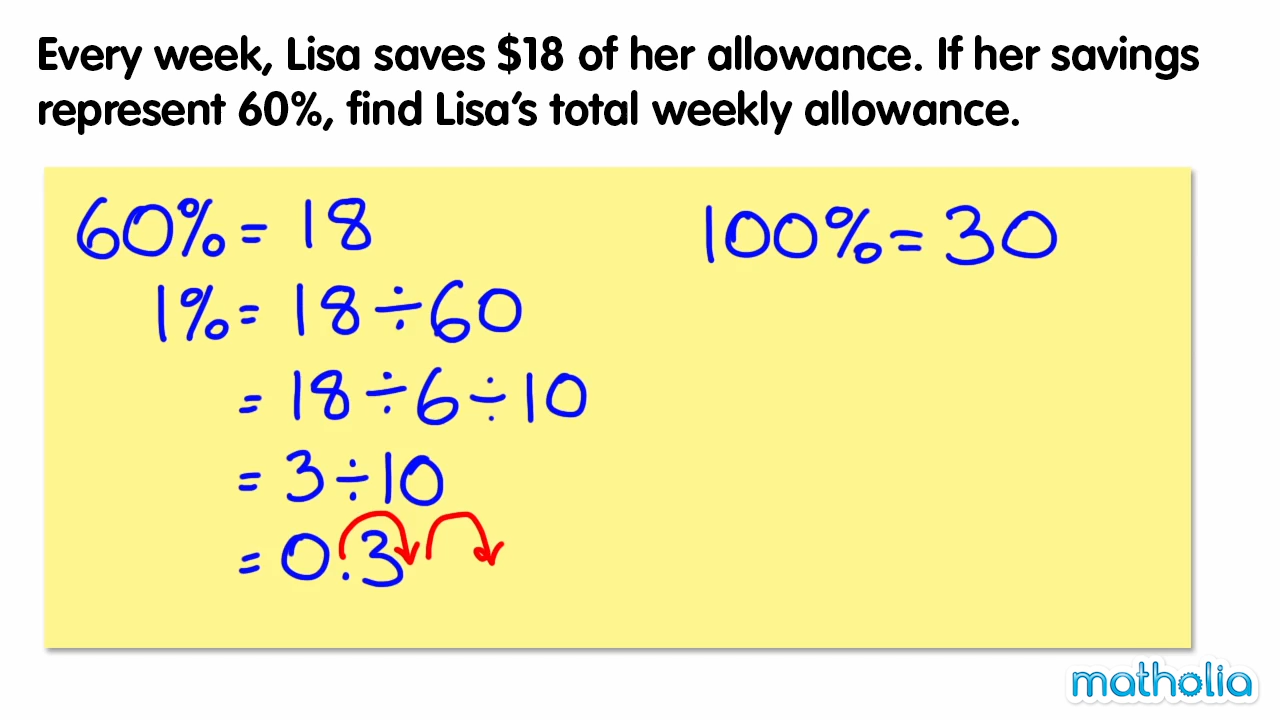 Every week, Lisa saves $18 of her allowance. If her savings
represent 60%, find Lisa's total weekly allowance.
60% = 18
1% = 18 ÷ 60
= 18 ÷ 6 ÷ 10
= 3 ÷ 10
= 0.3
100% = 30
matholia